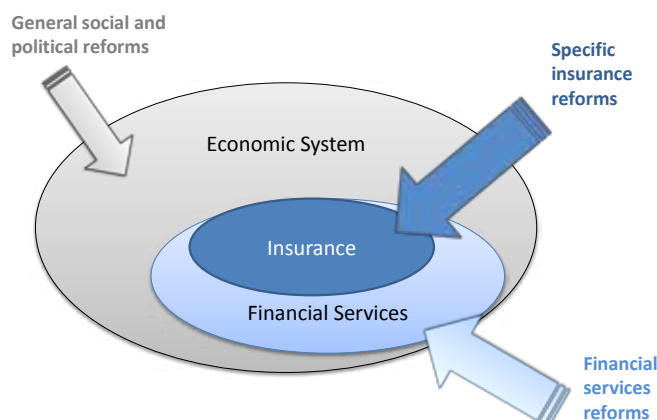 General social and
political reforms
Specific
insurance
reforms
Economic System
Insurance
Financial Services
Financial
services
reforms